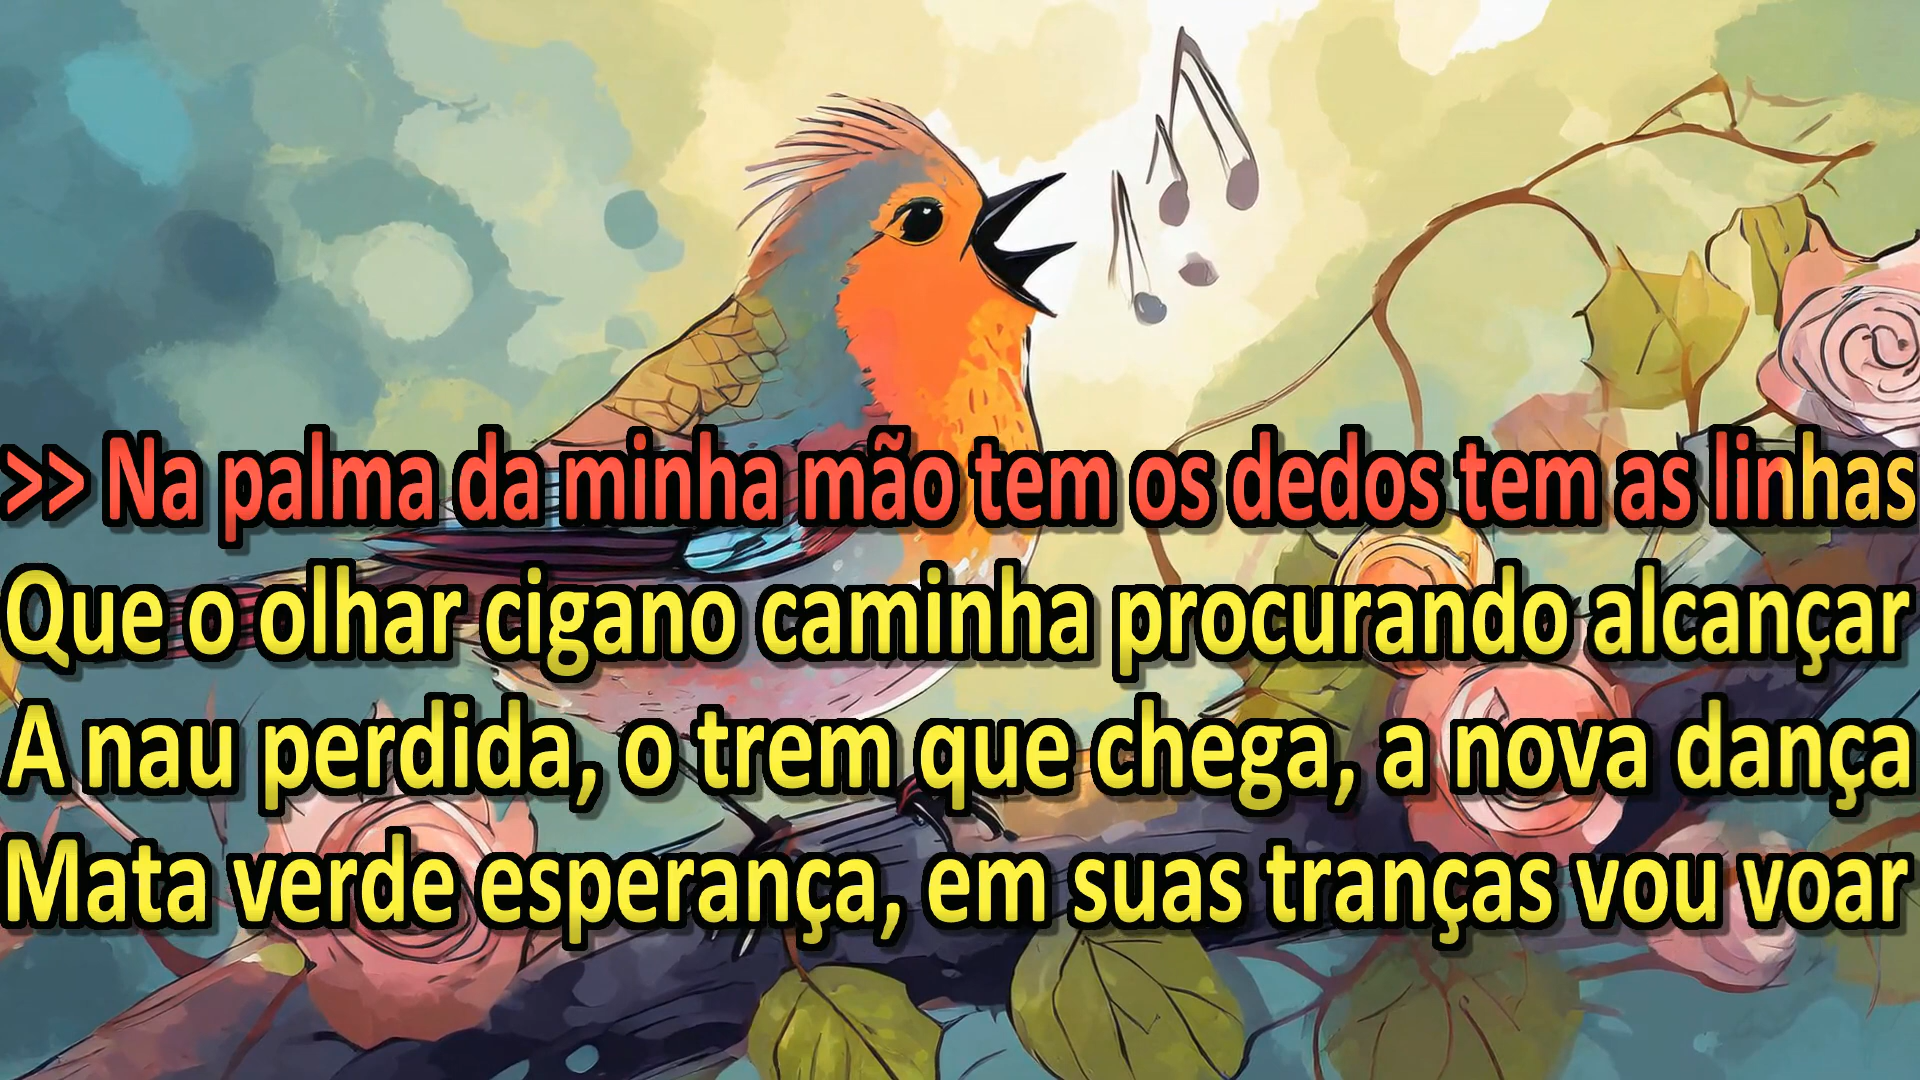 >> Na palma da minha mão tem os dedos tem as linhas
Que o olhar cigano caminha procurando alcançar
A nau perdida, o trem que chega, a nova dança
Mata verde esperança, em suas tranças vou voar